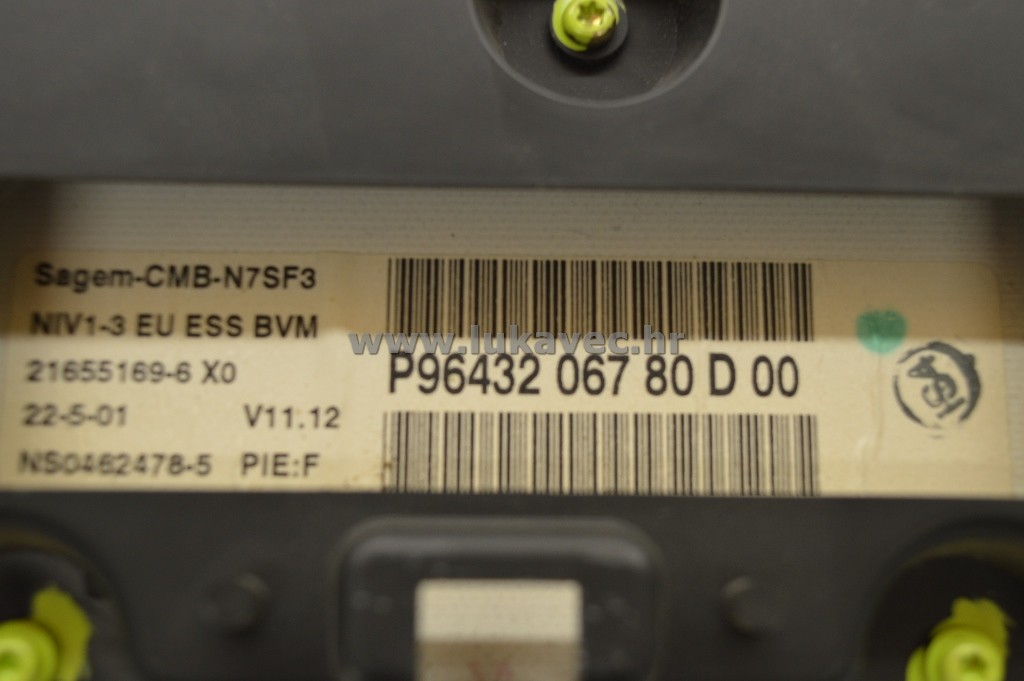 Sagem-CMB-N7SF3
NIV1-3 EU ESS BVM
www.lukavec.hr
21655169-6 X0
P96432 067 80 D 00
22-5-01 V11.12
NS0462478-5 PIE:F